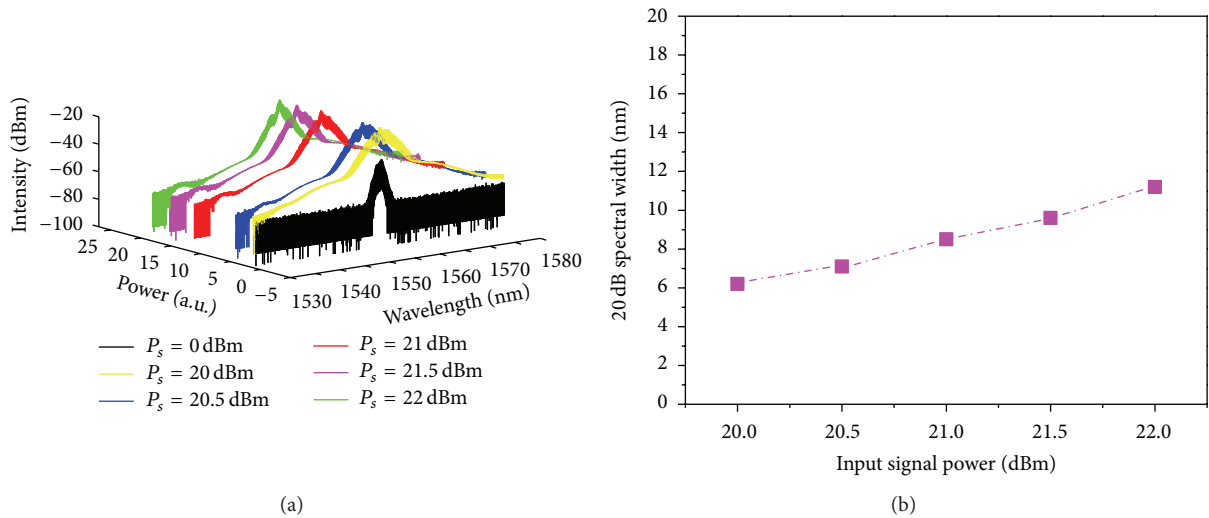 Intensity (dBm)
−20
−40
−60
−80
−100
25
20
15
10
5
0
−5
Power (a.u.)
1530
1540
1550
1560
1570
1580
Wavelength (nm)
P_s = 0 dBm
P_s = 20 dBm
P_s = 20.5 dBm
P_s = 21 dBm
P_s = 21.5 dBm
P_s = 22 dBm
(a)
20 dB spectral width (nm)
20
18
16
14
12
10
8
6
4
2
0
20.0 20.5 21.0 21.5 22.0
Input signal power (dBm)
(b)